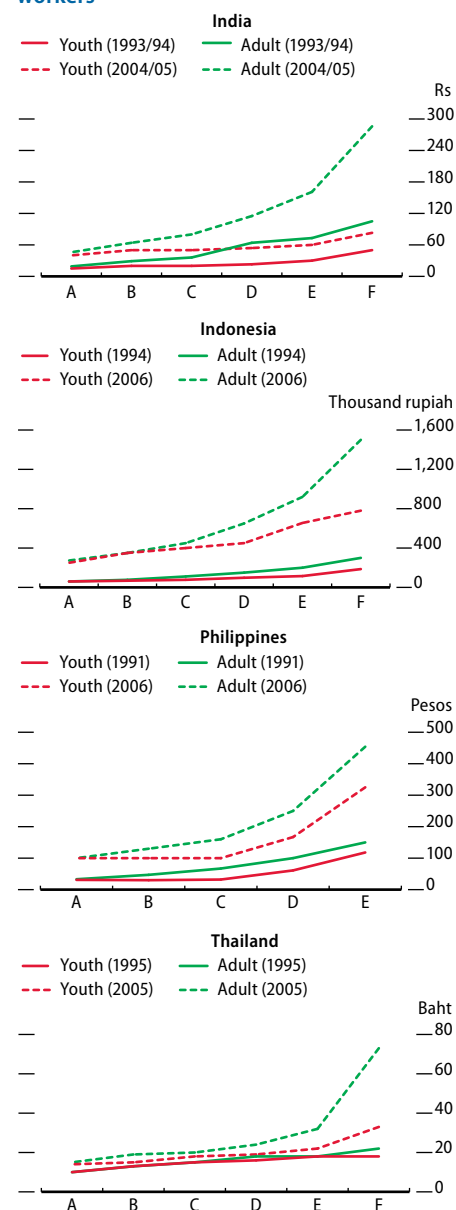 workers
India
Youth (1993/94) Adult (1993/94)
Youth (2004/05) Adult (2004/05)
Rs
300
240
180
120
60
0
A B C D E F
Indonesia
Youth (1994) Adult (1994)
Youth (2006) Adult (2006)
Thousand rupiah
1,600
1,200
800
400
0
A B C D E F
Philippines
Youth (1991) Adult (1991)
Youth (2006) Adult (2006)
Pesos
500
400
300
200
100
0
A B C D E
Thailand
Youth (1995) Adult (1995)
Youth (2005) Adult (2005)
Baht
80
60
40
20
0
A B C D E F